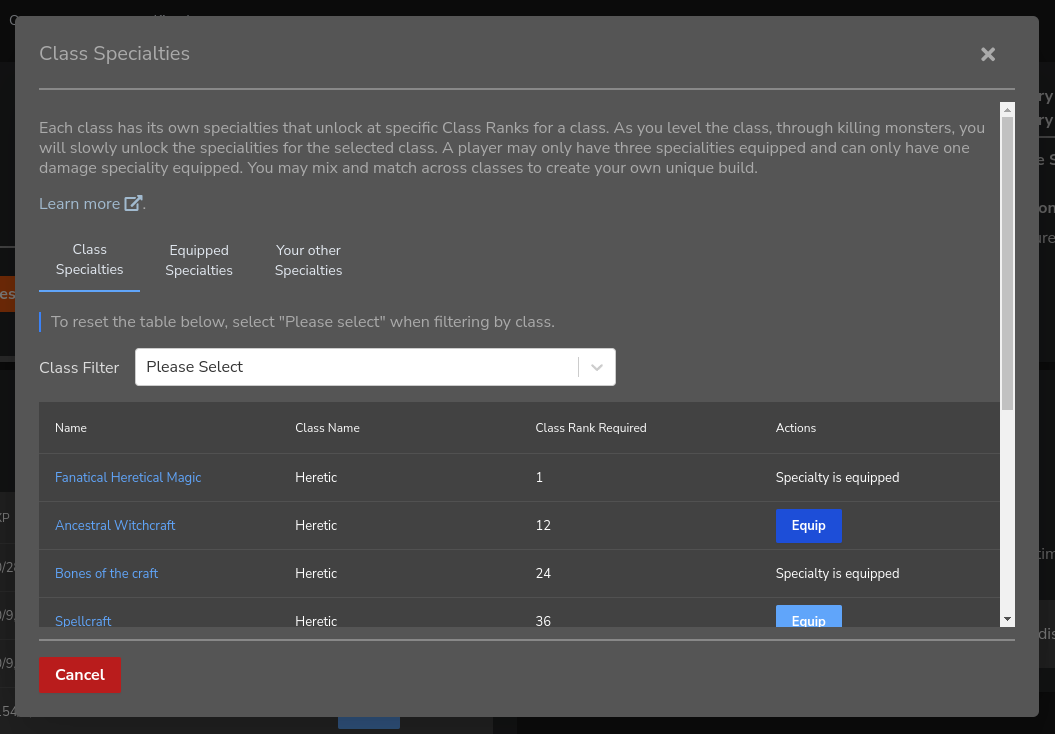 Class Specialties
Each class has its own specialties that unlock at specific Class Ranks for a class. As you level the class, through killing monsters, you
will slowly unlock the specialities for the selected class. A player may only have three specialities equipped and can only have one
damage speciality equipped. You may mix and match across classes to create your own unique build.
Learn more.
Class
Specialties
Equipped
Specialties
Your other
Specialties
To reset the table below, select "Please select" when filtering by class.
Class Filter Please Select
Name Class Name Class Rank Required Actions
Fanatical Heretical Magic Heretic 1 Specialty is equipped
Ancestral Witchcraft Heretic 12 Equip
Bones of the craft Heretic 24 Specialty is equipped
Spellcraft Heretic 36 Equip
Cancel